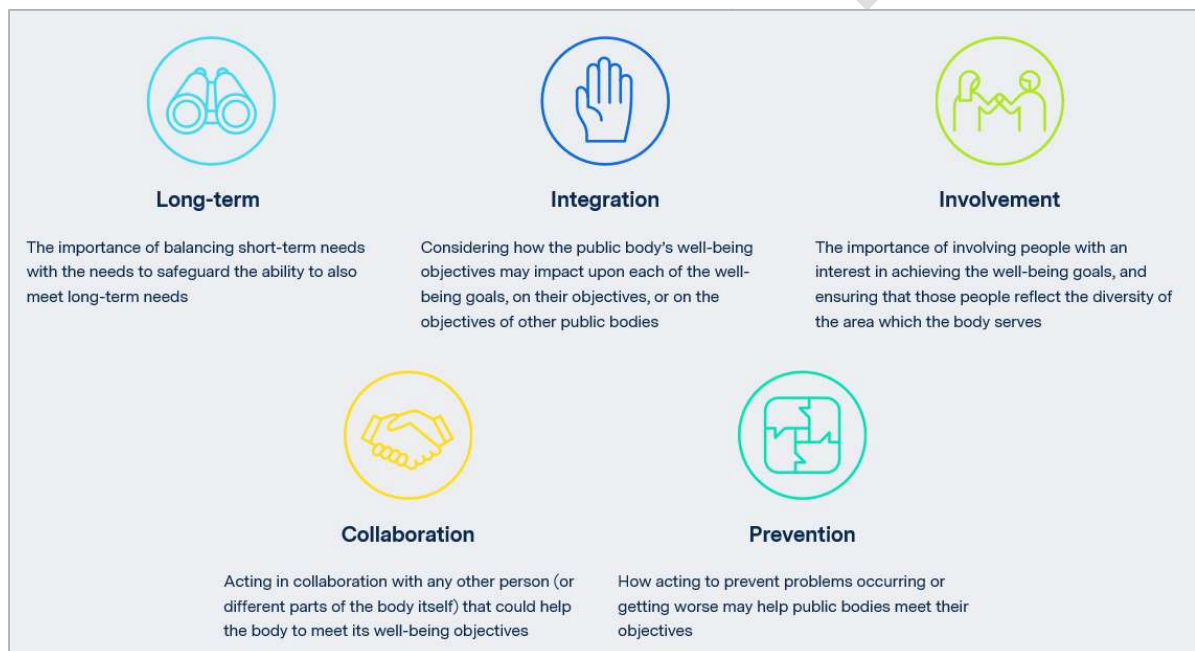 Long-term
The importance of balancing short-term needs
with the needs to safeguard the ability to also
meet long-term needs
Integration
Considering how the public body’s well-being
objectives may impact upon each of the well-
being goals, on their objectives, or on the
objectives of other public bodies
Involvement
The importance of involving people with an
interest in achieving the well-being goals, and
ensuring that those people reflect the diversity of
the area which the body serves
Collaboration
Acting in collaboration with any other person (or
different parts of the body itself) that could help
the body to meet its well-being objectives
Prevention
How acting to prevent problems occurring or
getting worse may help public bodies meet their
objectives